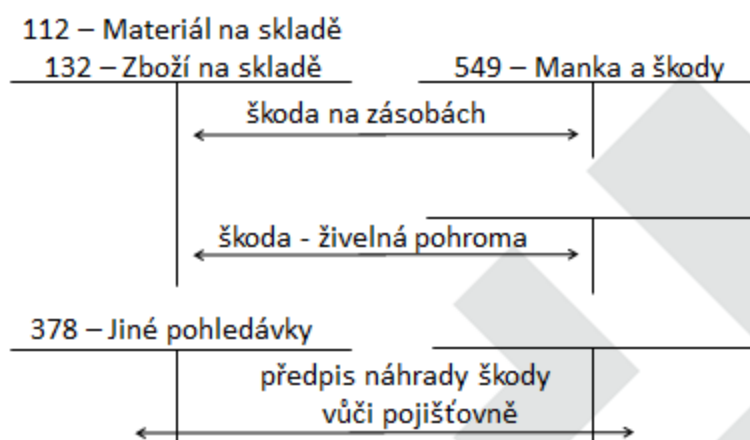 112 – Materiál na skladě
132 – Zboží na skladě
549 – Manka a škody
škoda na zásobách
škoda - živelná pohroma
378 – Jiné pohledávky
předpis náhrady škody
vůči pojišťovně